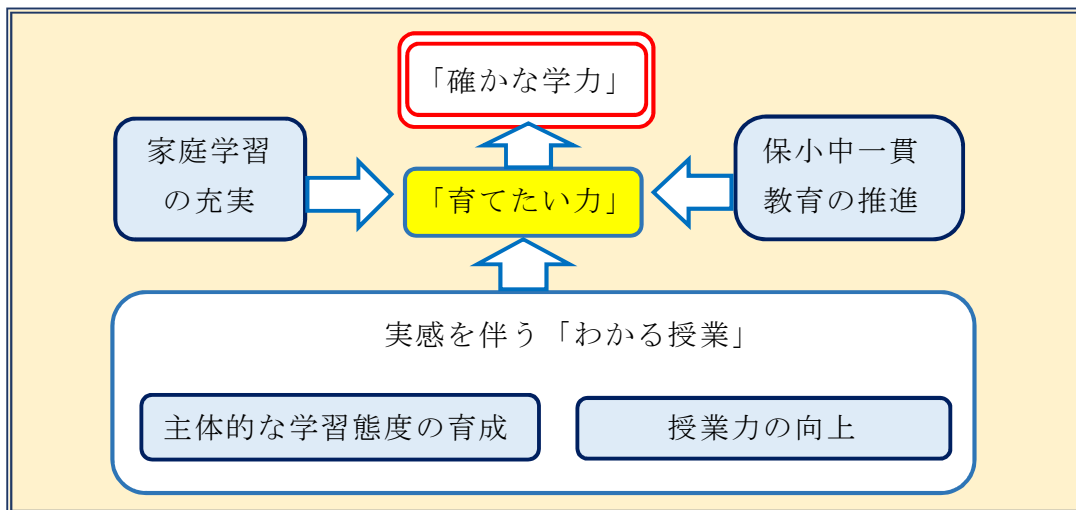 「確かな学力」
家庭学習
の充実
「育てたい力」
保小中一貫
教育の推進
実感を伴う「わかる授業」
主体的な学習態度の育成
授業力の向上